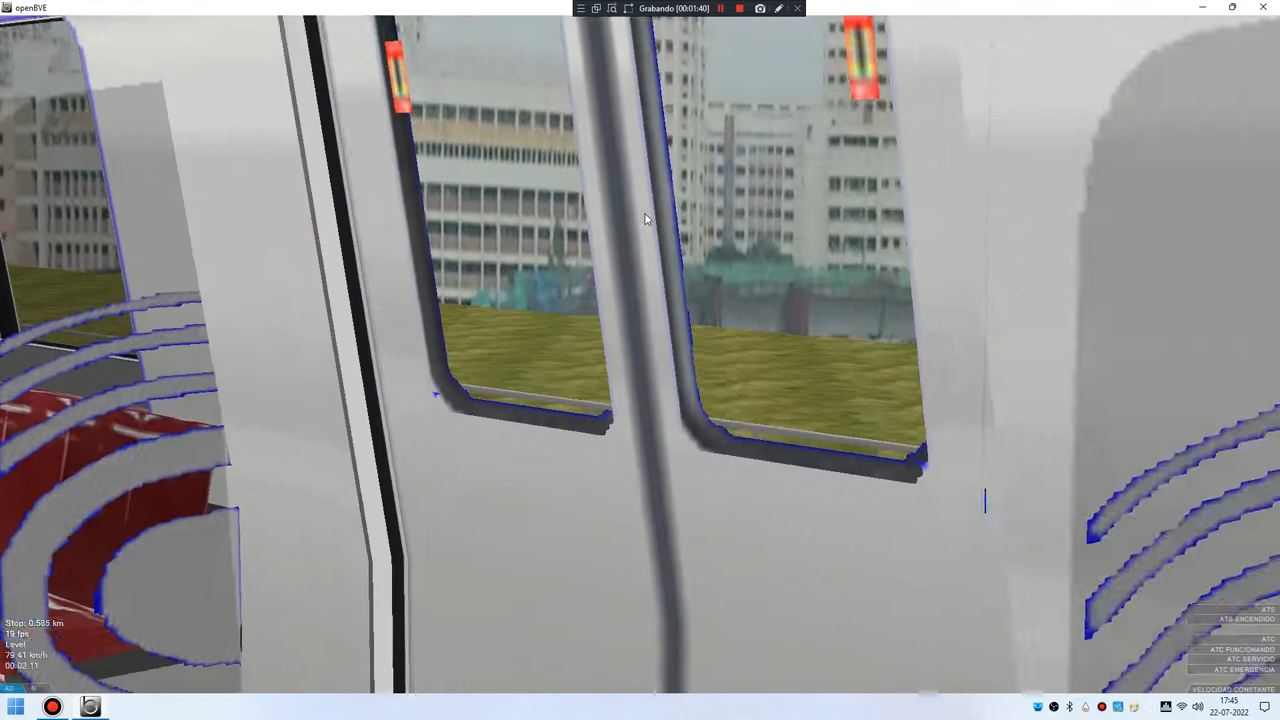 openBVE
Grabando [00:01:40]
Stop: 0.585 km
19 fps
Level
79.41 km/h
00:02:11
AD N
ATS
ATS ENCENDIDO
ATC
ATC FUNCIONANDO
ATC SERVICIO
ATC EMERGENCIA
VELOCIDAD CONSTANTE
17:45
22-07-2022